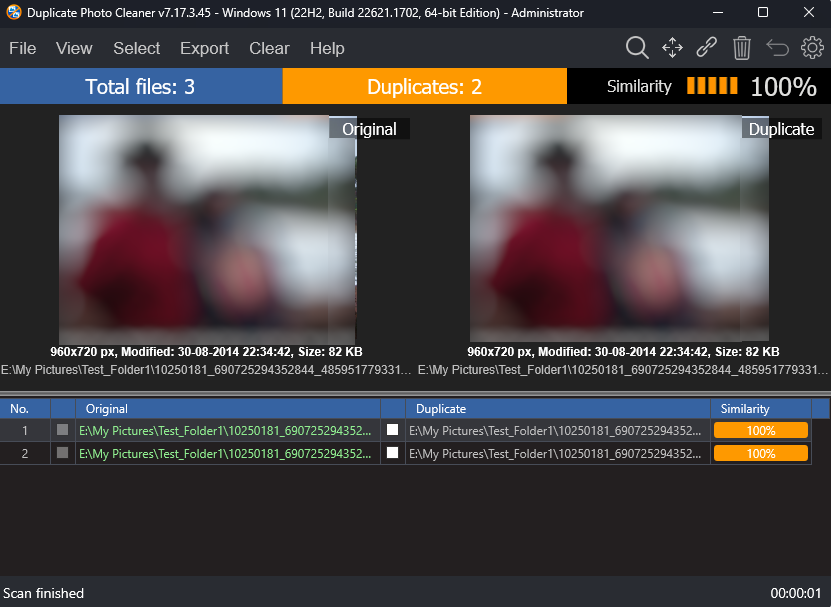 Duplicate Photo Cleaner v7.17.3.45 - Windows 11 (22H2, Build 22621.1702, 64-bit Edition) - Administrator
File View Select Export Clear Help
Total files: 3 Duplicates: 2 Similarity 100%
Original Duplicate
960x720 px, Modified: 30-08-2014 22:34:42, Size: 82 KB 960x720 px, Modified: 30-08-2014 22:34:42, Size: 82 KB
E:\My Pictures\Test_Folder1\10250181_690725294352844_485951779331... E:\My Pictures\Test_Folder1\10250181_690725294352844_485951779331...
No. Original Duplicate Similarity
1 E:\My Pictures\Test_Folder1\10250181_690725294352... E:\My Pictures\Test_Folder1\10250181_690725294352... 100%
2 E:\My Pictures\Test_Folder1\10250181_690725294352... E:\My Pictures\Test_Folder1\10250181_690725294352... 100%
Scan finished 00:00:01